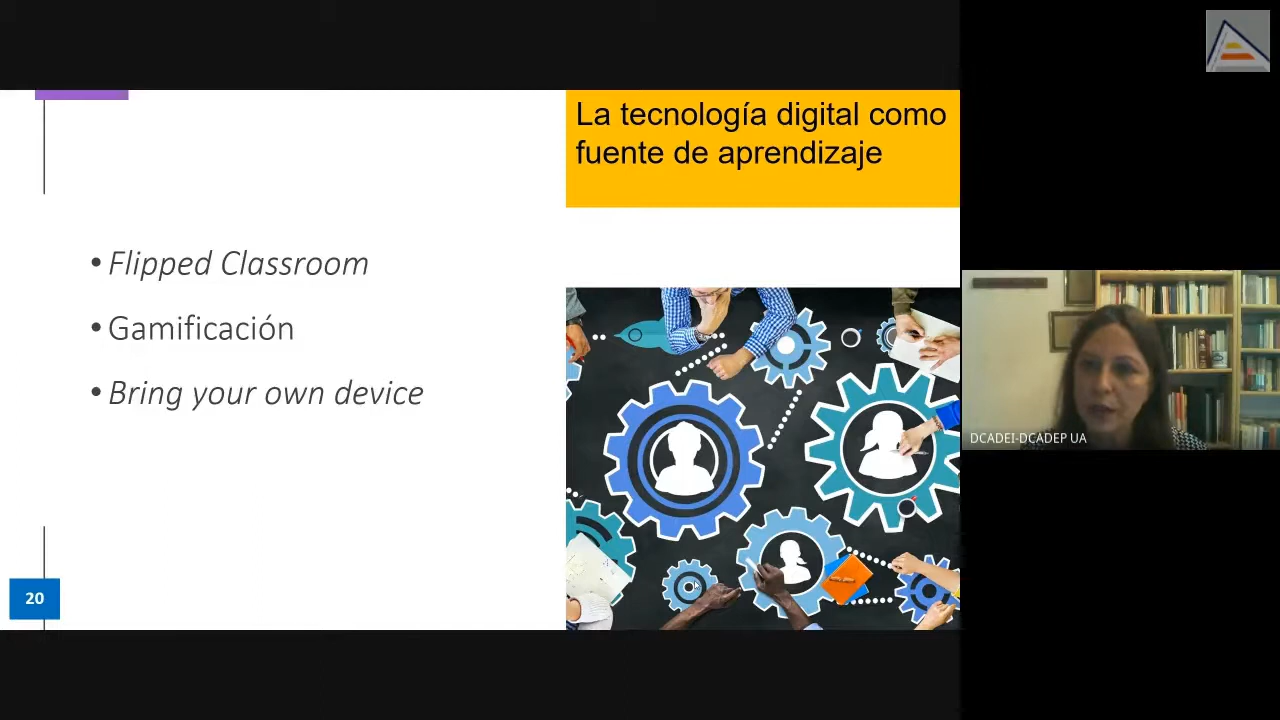 La tecnología digital como
fuente de aprendizaje
• Flipped Classroom
• Gamificación
• Bring your own device
20
DCADEI-DCADEP UA